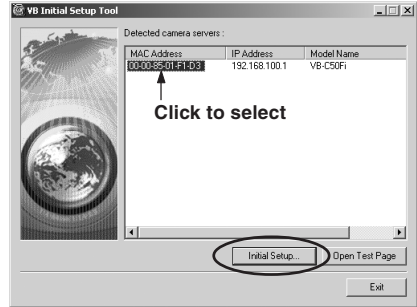 VB Initial Setup Tool
Detected camera servers :
MAC Address IP Address Model Name
00-00-85-01-F1-D3 192.168.100.1 VB-C50Fi
Click to select
Initial Setup... Open Test Page
Exit